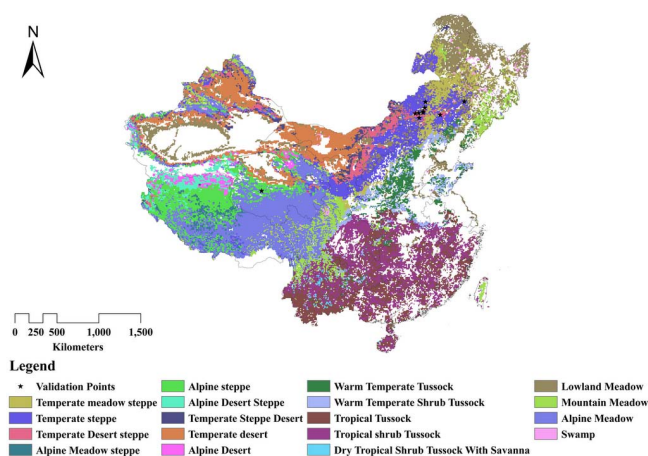 N
0 250 500 1,000 1,500
Kilometers
Legend
Validation Points Alpine steppe Warm Temperate Tussock Lowland Meadow
Temperate meadow steppe Alpine Desert Steppe Warm Temperate Shrub Tussock Mountain Meadow
Temperate steppe Temperate Steppe Desert Tropical Tussock Alpine Meadow
Temperate Desert steppe Temperate desert Tropical shrub Tussock Swamp
Alpine Meadow steppe Alpine Desert Dry Tropical Shrub Tussock With Savanna